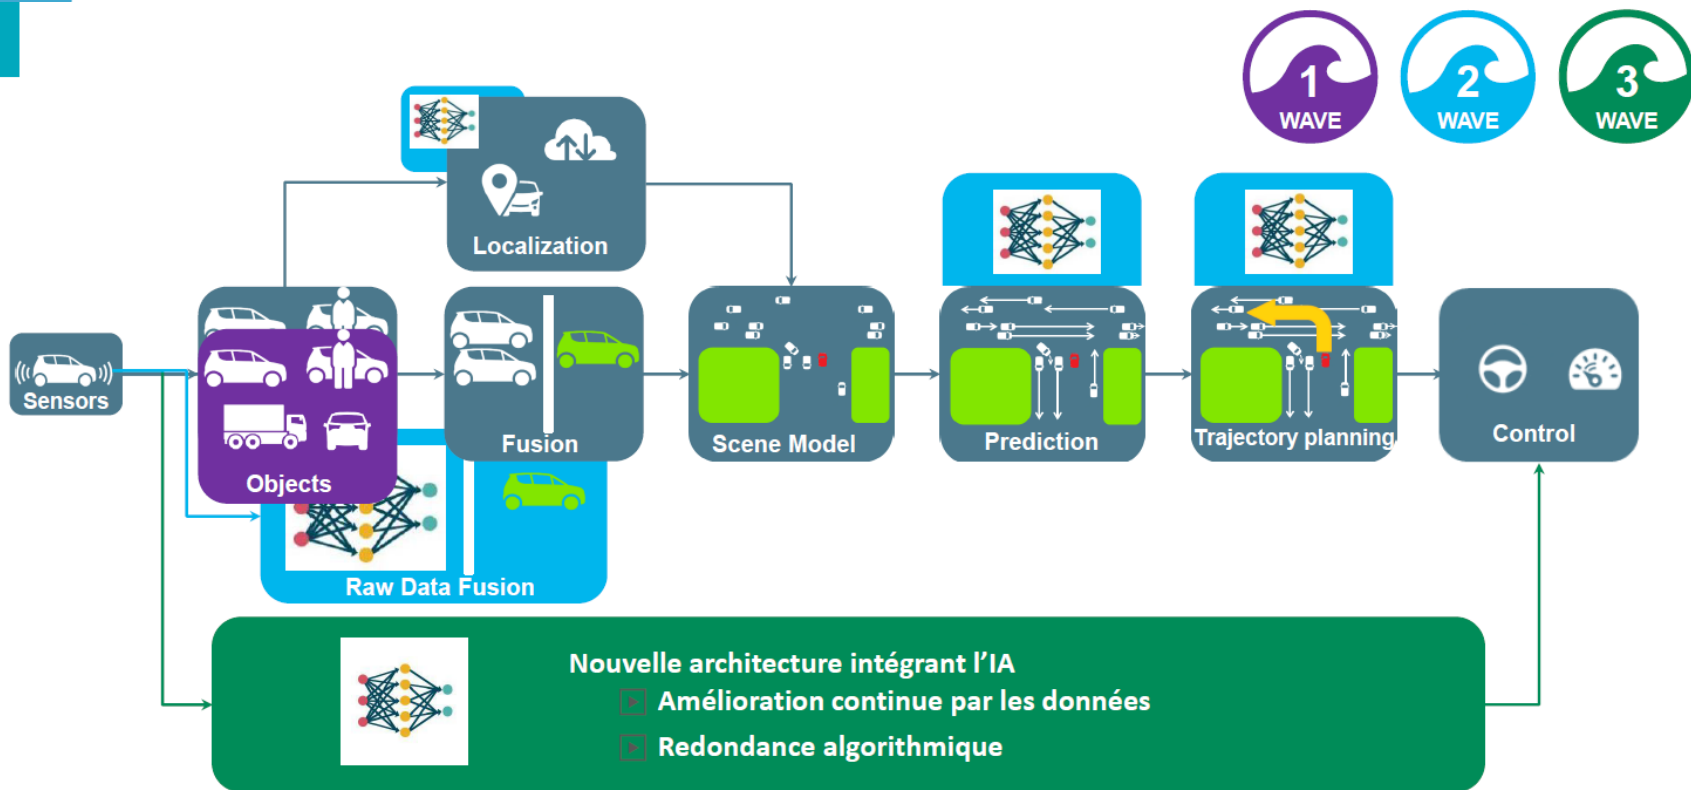 1
WAVE
2
WAVE
3
WAVE
Localization
Sensors
Objects
Fusion
Raw Data Fusion
Scene Model
Prediction
Trajectory planning
Control
Nouvelle architecture intégrant l’IA
Amélioration continue par les données
Redondance algorithmique